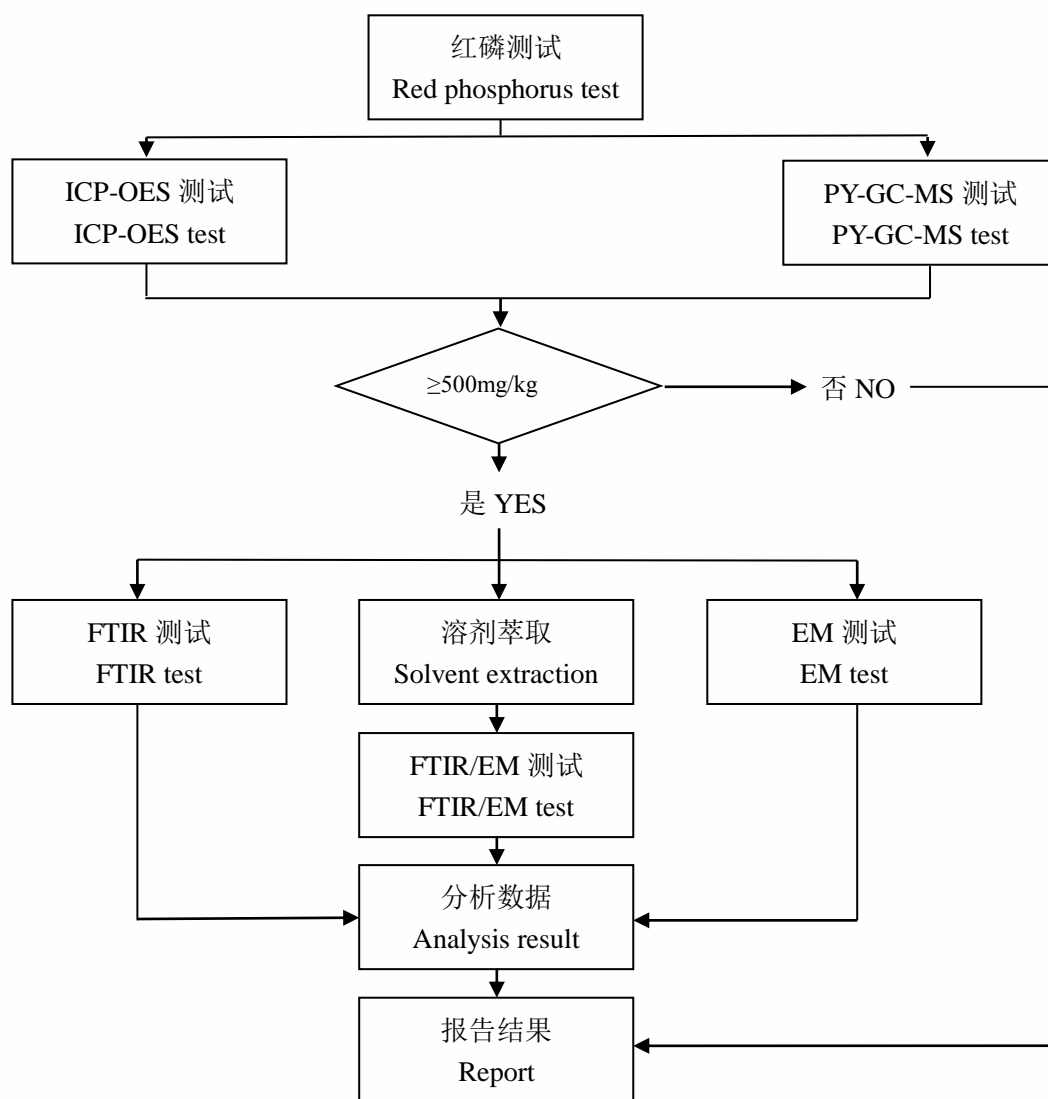 红磷测试
Red phosphorus test
ICP-OES 测试
ICP-OES test
PY-GC-MS 测试
PY-GC-MS test
≥500mg/kg
否 NO
是 YES
FTIR 测试
FTIR test
溶剂萃取
Solvent extraction
EM 测试
EM test
FTIR/EM 测试
FTIR/EM test
分析数据
Analysis result
报告结果
Report